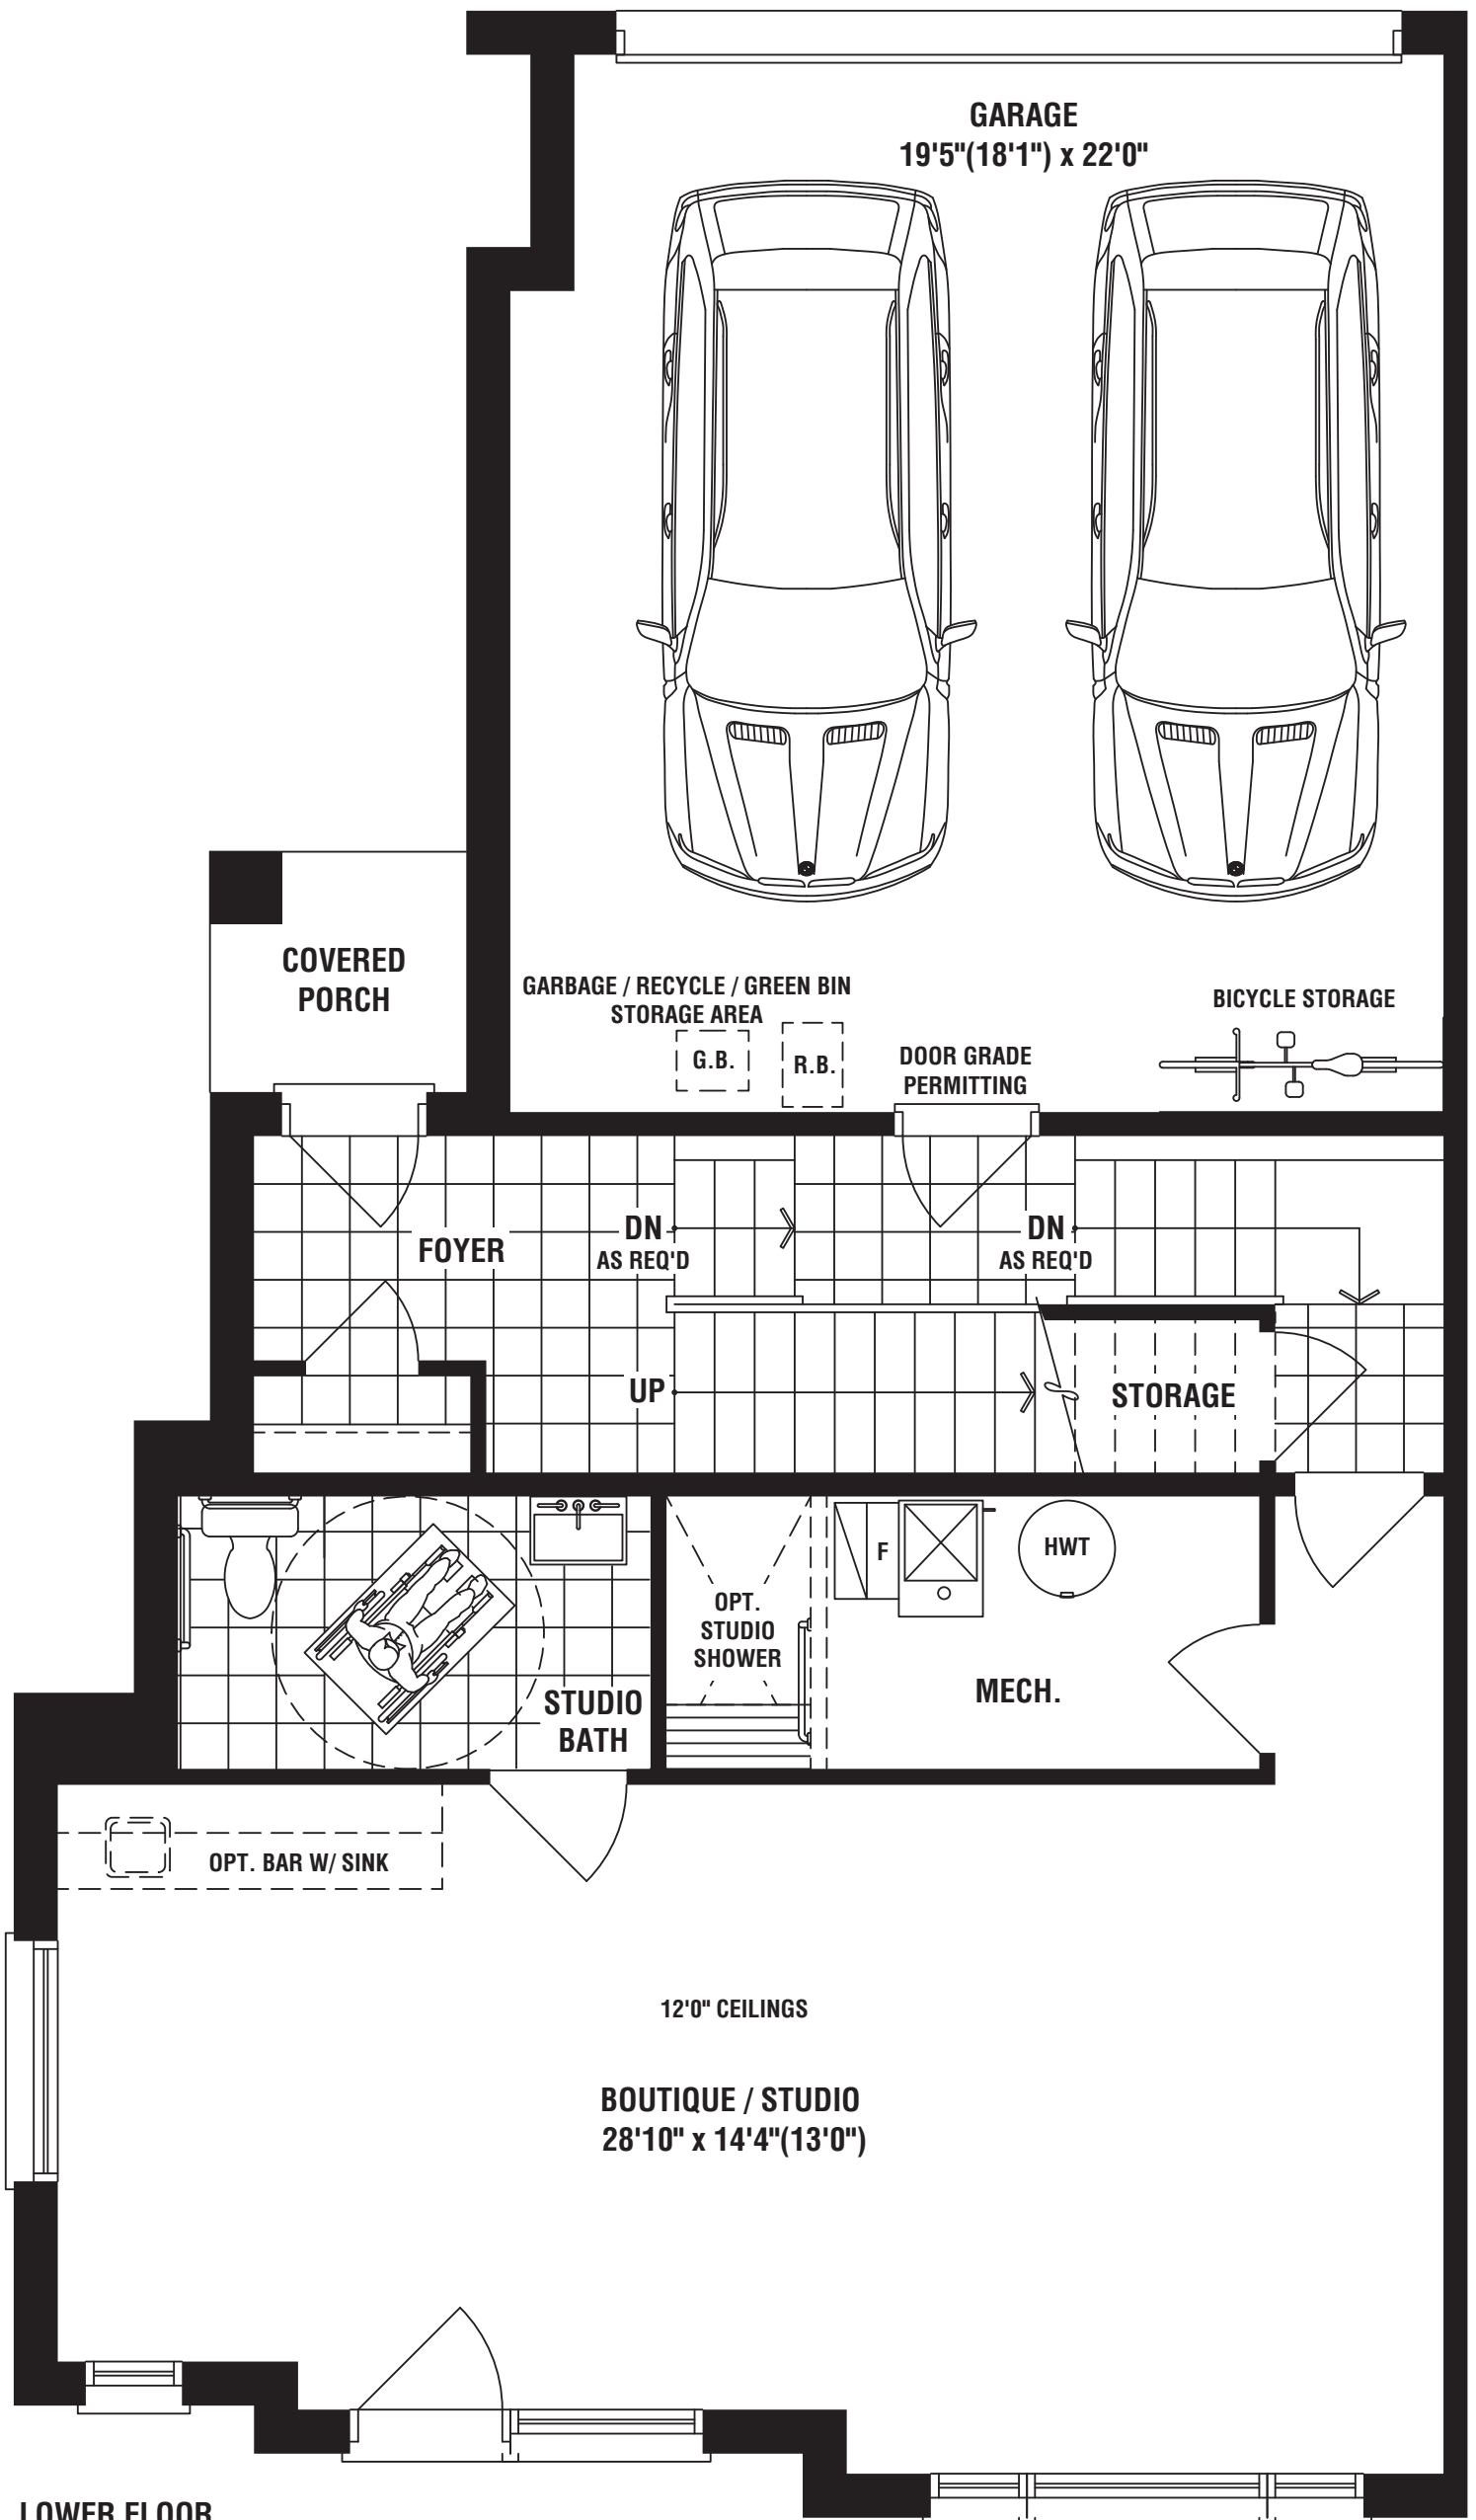 GARAGE
19'5"(18'1") x 22'0"
COVERED
PORCH
GARBAGE / RECYCLE / GREEN BIN
STORAGE AREA
G.B.
R.B.
DOOR GRADE
PERMITTING
BICYCLE STORAGE
FOYER
DN
AS REQ'D
DN
AS REQ'D
UP
STORAGE
OPT.
STUDIO
SHOWER
F
HWT
MECH.
STUDIO
BATH
OPT. BAR W/ SINK
12'0" CEILINGS
BOUTIQUE / STUDIO
28'10" x 14'4"(13'0")
LOWER FLOOR